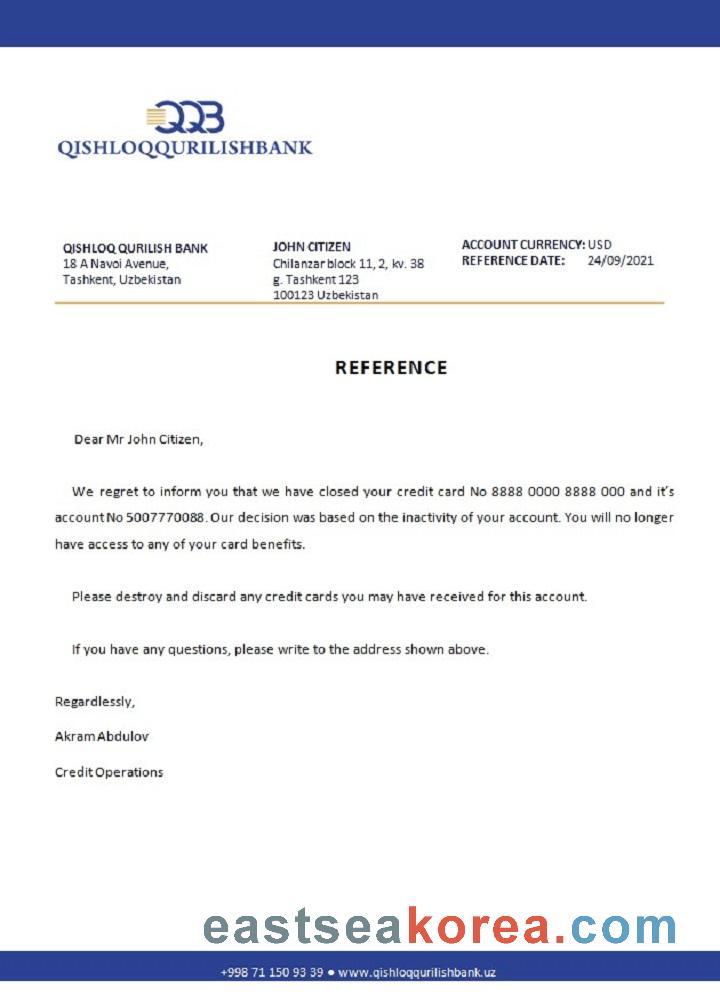 QQB
QISHLOQQURILISHBANK
QISHLOQ QURILISH BANK
18 A Navoi Avenue,
Tashkent, Uzbekistan
JOHN CITIZEN
Chilanzar block 11, 2, kv. 38
g. Tashkent 123
100123 Uzbekistan
ACCOUNT CURRENCY: USD
REFERENCE DATE: 24/09/2021
REFERENCE
Dear Mr John Citizen,
We regret to inform you that we have closed your credit card No 8888 0000 8888 000 and it's
account No 5007770088. Our decision was based on the inactivity of your account. You will no longer
have access to any of your card benefits.
Please destroy and discard any credit cards you may have received for this account.
If you have any questions, please write to the address shown above.
Regardlessly,
Akram Abdulov
Credit Operations
eastseakorea.com
+998 71 150 93 39 ● www.qishloqqurilishbank.uz